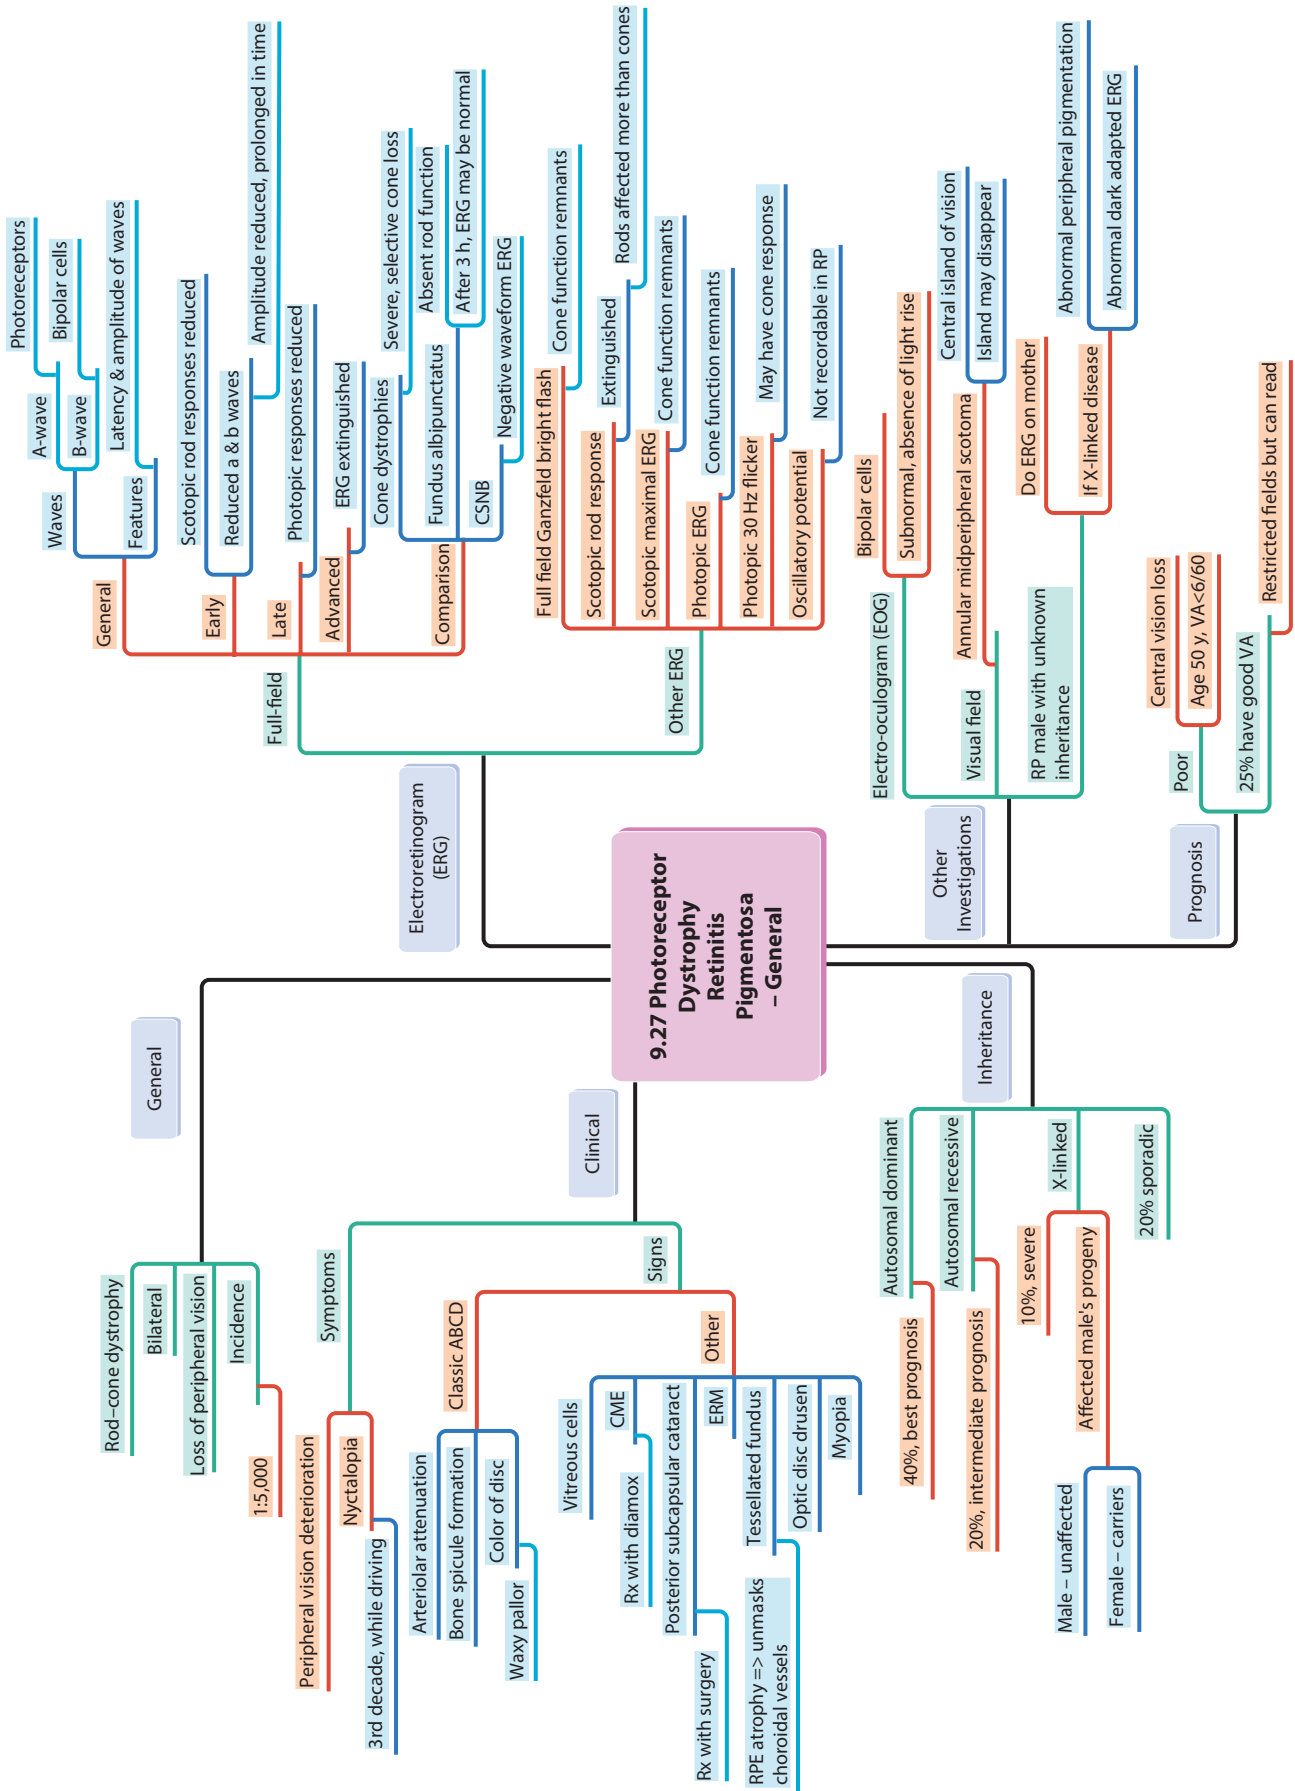 9.27 Photoreceptor
Dystrophy
Retinitis
Pigmentosa
– General
General
Rod–cone dystrophy
Bilateral
Loss of peripheral vision
Incidence
1:5,000
Clinical
Symptoms
Peripheral vision deterioration
Nyctalopia
3rd decade, while driving
Signs
Classic ABCD
Arteriolar attenuation
Bone spicule formation
Color of disc
Waxy pallor
Other
Vitreous cells
CME
Rx with diamox
Posterior subcapsular cataract
Rx with surgery
ERM
Tessellated fundus
RPE atrophy => unmasks
choroidal vessels
Optic disc drusen
Myopia
Inheritance
Autosomal dominant
40%, best prognosis
Autosomal recessive
20%, intermediate prognosis
X-linked
10%, severe
Affected male's progeny
Male – unaffected
Female – carriers
20% sporadic
Electroretinogram
(ERG)
Full-field
General
Waves
A-wave
Photoreceptors
B-wave
Bipolar cells
Features
Latency & amplitude of waves
Early
Scotopic rod responses reduced
Reduced a & b waves
Amplitude reduced, prolonged in time
Late
Photopic responses reduced
Advanced
ERG extinguished
Comparison
Cone dystrophies
Severe, selective cone loss
Fundus albipunctatus
Absent rod function
After 3 h, ERG may be normal
CSNB
Negative waveform ERG
Other ERG
Full field Ganzfeld bright flash
Cone function remnants
Scotopic rod response
Extinguished
Rods affected more than cones
Scotopic maximal ERG
Cone function remnants
Photopic ERG
Cone function remnants
Photopic 30 Hz flicker
May have cone response
Oscillatory potential
Not recordable in RP
Other
Investigations
Electro-oculogram (EOG)
Bipolar cells
Subnormal, absence of light rise
Visual field
Annular midperipheral scotoma
Central island of vision
Island may disappear
RP male with unknown
inheritance
Do ERG on mother
If X-linked disease
Abnormal peripheral pigmentation
Abnormal dark adapted ERG
Prognosis
Poor
Central vision loss
Age 50 y, VA<6/60
25% have good VA
Restricted fields but can read